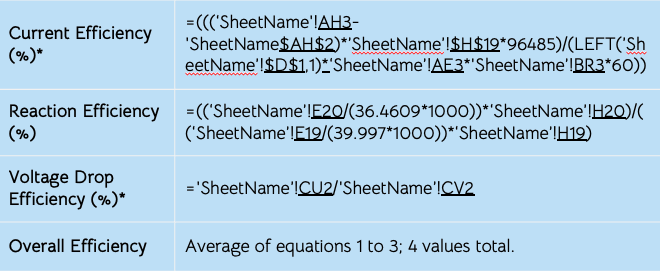 Current Efficiency
(%)*
=((('SheetName'!AH3-
'SheetName$AH$2)*'SheetName'!$H$19*96485)/(LEFT('Sh
eetName'!$D$1,1)*'SheetName'!AE3*'SheetName'!BR3*60))
Reaction Efficiency
(%)
=(('SheetName'!E20/(36.4609*1000))*'SheetName'!H20)/(
('SheetName'!E19/(39.997*1000))*'SheetName'!H19)
Voltage Drop
Efficiency (%)*
='SheetName'!CU2/'SheetName'!CV2
Overall Efficiency
Average of equations 1 to 3; 4 values total.